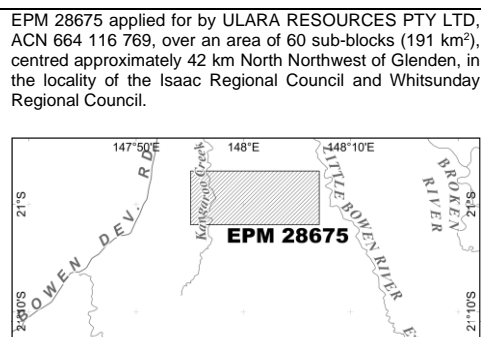 EPM 28675 applied for by ULARA RESOURCES PTY LTD,
ACN 664 116 769, over an area of 60 sub-blocks (191 km²),
centred approximately 42 km North Northwest of Glenden, in
the locality of the Isaac Regional Council and Whitsunday
Regional Council.
147°50'E 148°E 148°10'E
BOWEN DEV. RD
Kangaroo Creek
LITTLE BOWEN RIVER
BROKEN
RIVER
21°S
21°S
EPM 28675
21°10'S
21°10'S